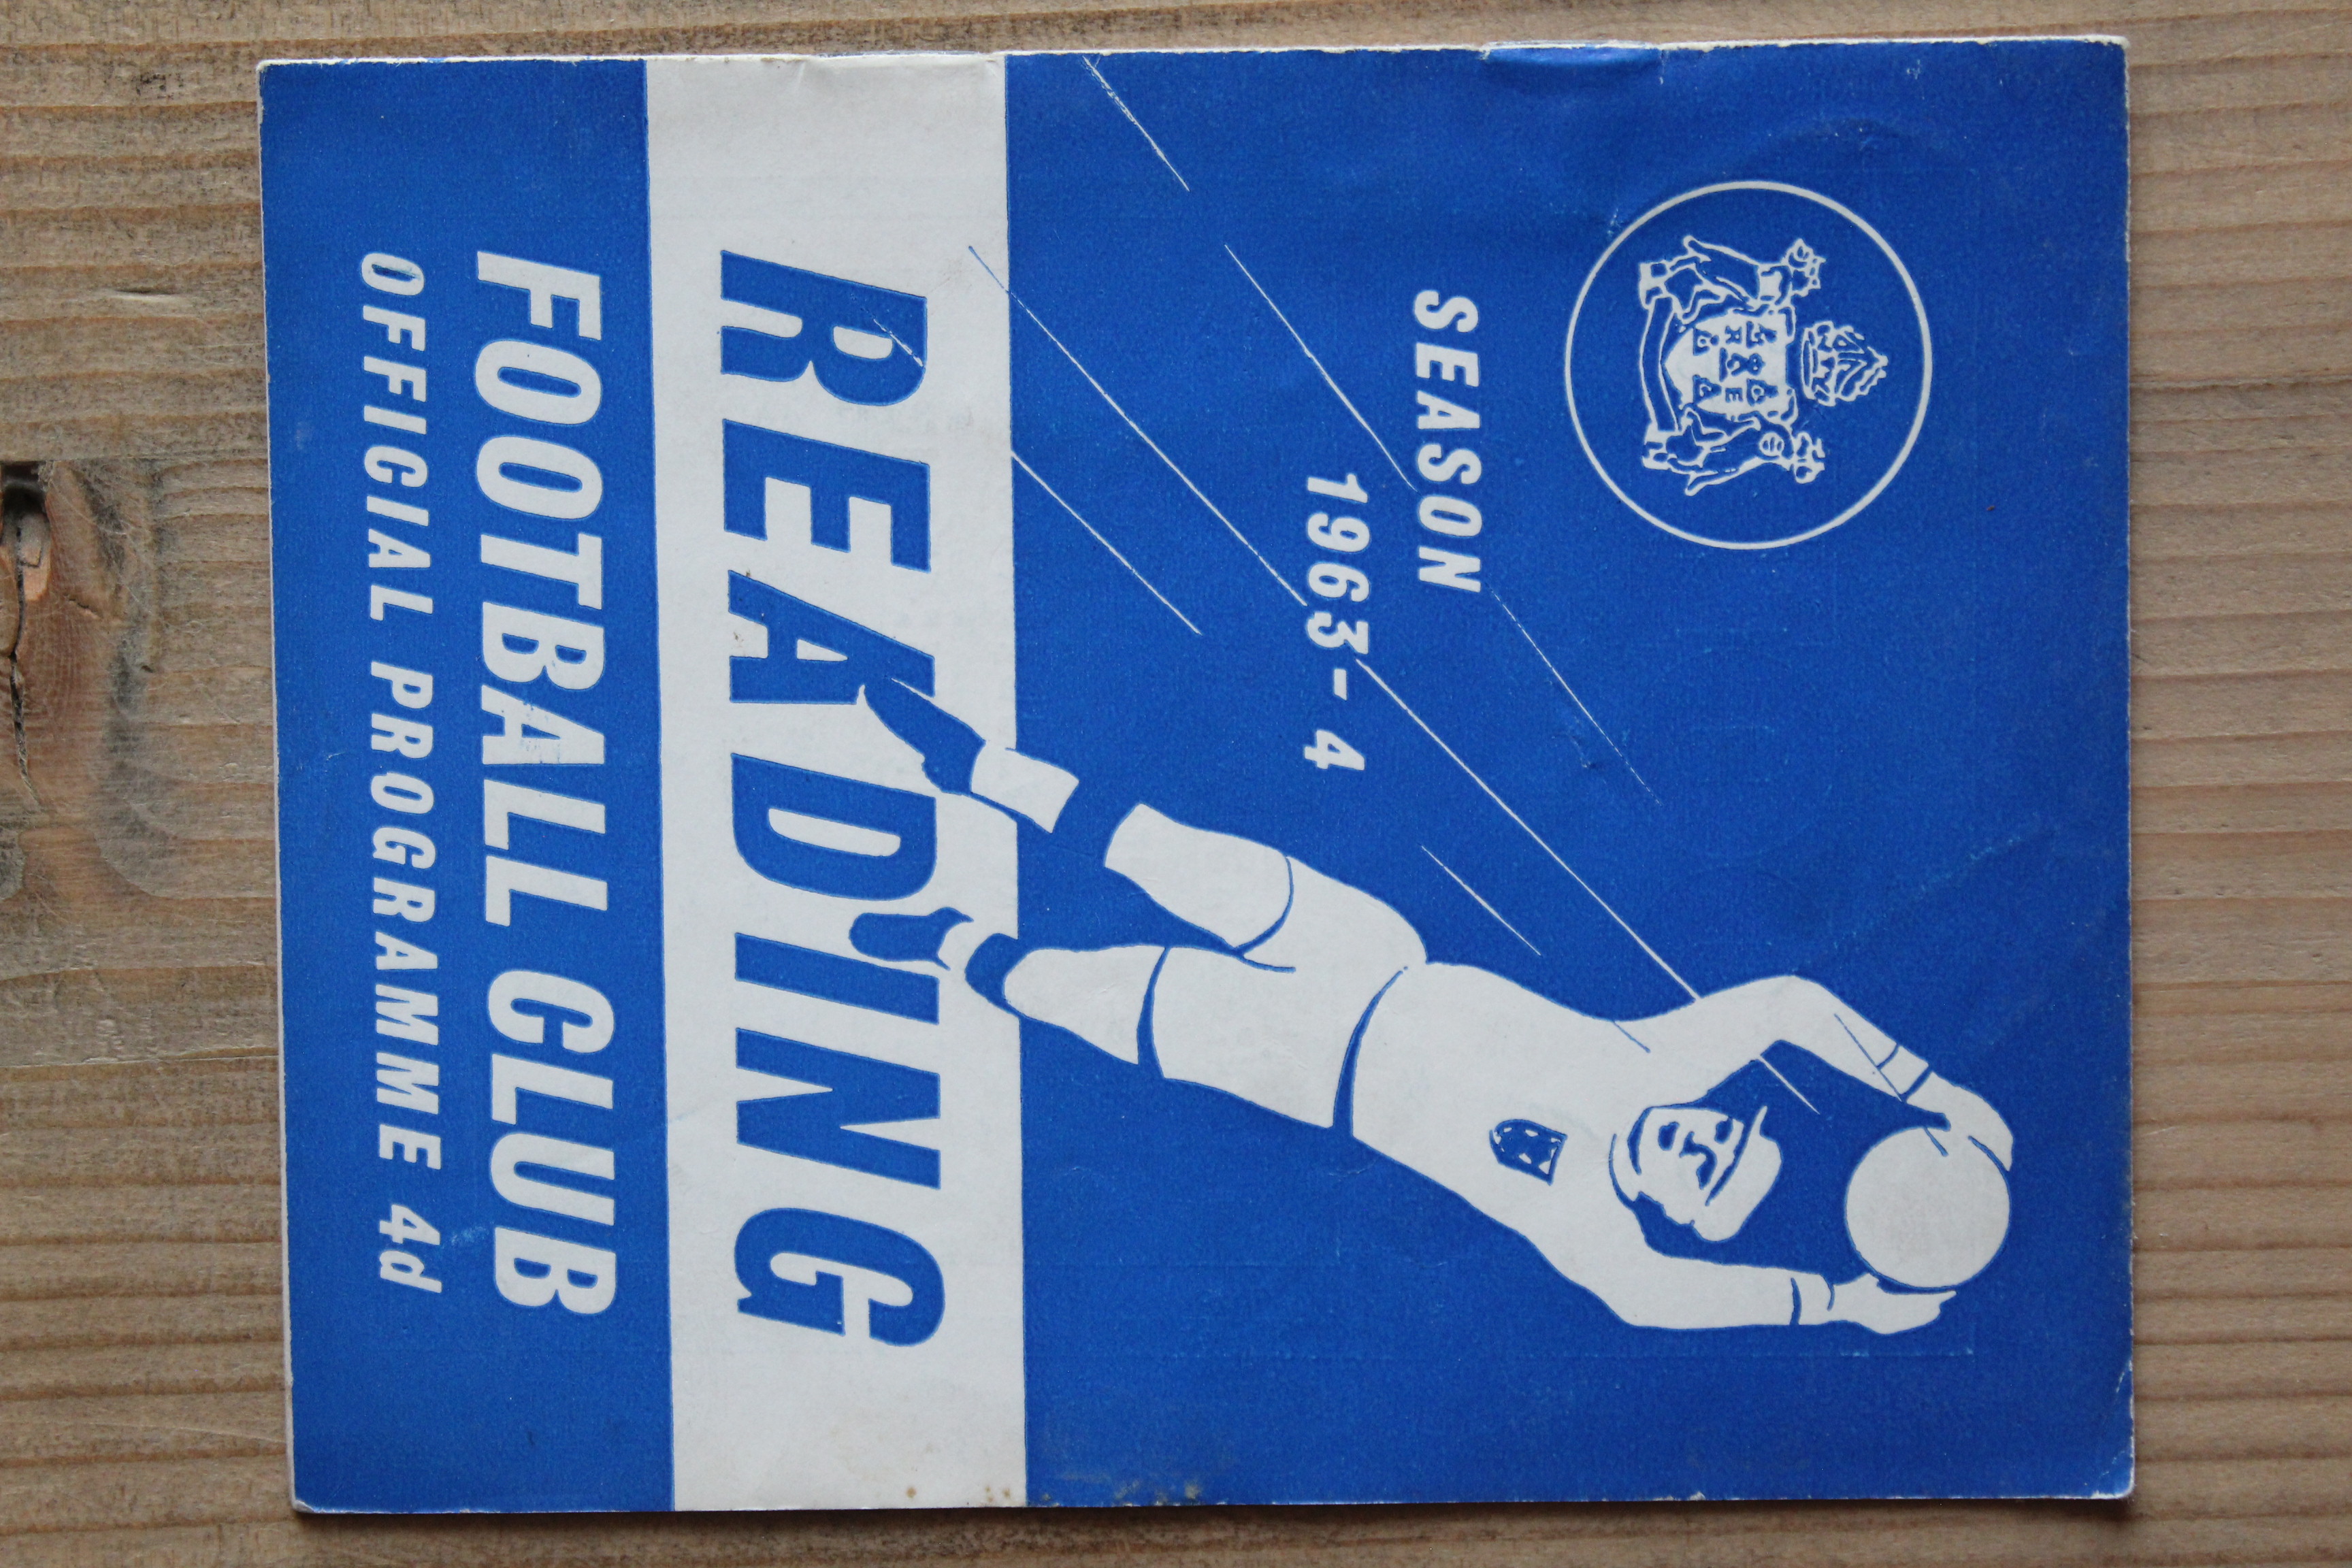 SEASON
1963-4
READING
FOOTBALL CLUB
OFFICIAL PROGRAMME 4d